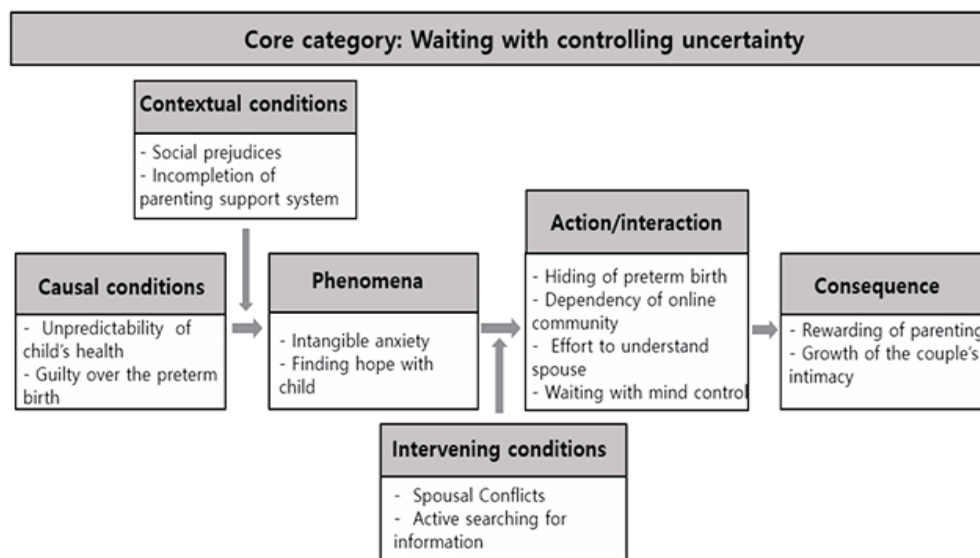 Core category: Waiting with controlling uncertainty
Contextual conditions
- Social prejudices
- Incompletion of
parenting support system
Causal conditions
- Unpredictability of
child's health
- Guilty over the preterm
birth
Phenomena
- Intangible anxiety
- Finding hope with
child
Action/interaction
- Hiding of preterm birth
- Dependency of online
community
- Effort to understand
spouse
- Waiting with mind control
Consequence
- Rewarding of parenting
- Growth of the couple's
intimacy
Intervening conditions
- Spousal Conflicts
- Active searching for
information